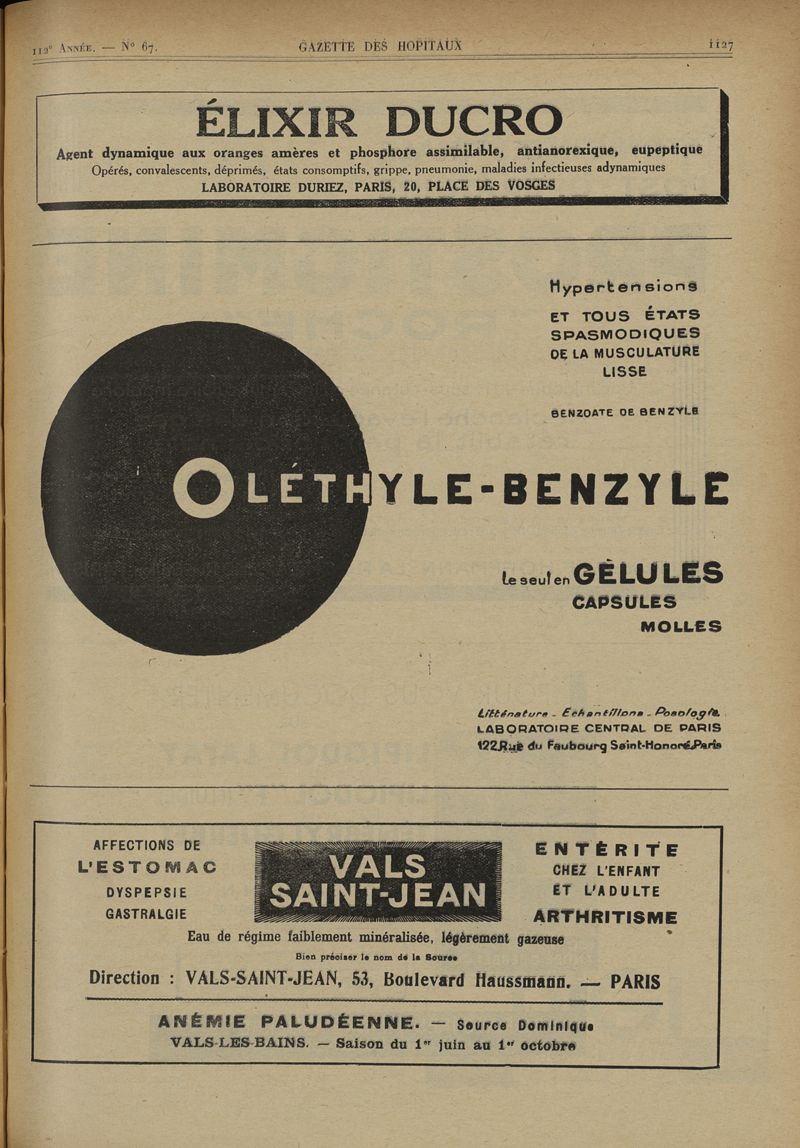 112e ANNÉE. — N° 67. GAZETTE DES HOPITAUX 1127
ÉLIXIR DUCRO
Agent dynamique aux oranges amères et phosphore assimilable, antianorexique, eupeptique
Opérés, convalescents, déprimés, états consomptifs, grippe, pneumonie, maladies infectieuses adynamiques
LABORATOIRE DURIEZ, PARIS, 20, PLACE DES VOSGES
Hypertensions
ET TOUS ÉTATS
SPASMODIQUES
DE LA MUSCULATURE
LISSE
BENZOATE DE BENZYLE
OLÉTHYLE-BENZYLE
Le seul en GÉLULES
CAPSULES
MOLLES
Littérature - Échantillons - Posologie
LABORATOIRE CENTRAL DE PARIS
122, Rue du Faubourg Saint-Honoré, Paris
AFFECTIONS DE
L'ESTOMAC
DYSPEPSIE
GASTRALGIE
VALS
SAINT-JEAN
ENTÉRITE
CHEZ L'ENFANT
ET L'ADULTE
ARTHRITISME
Eau de régime faiblement minéralisée, légèrement gazeuse
Bien préciser le nom de la Source
Direction : VALS-SAINT-JEAN, 53, Boulevard Haussmann. — PARIS
ANÉMIE PALUDÉENNE. — Source Dominique
VALS-LES-BAINS. — Saison du 1er juin au 1er octobre